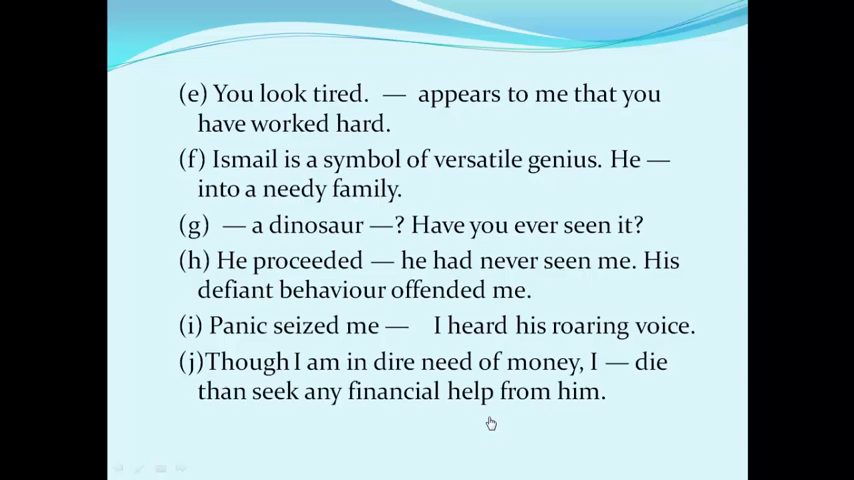 (e) You look tired. — appears to me that you
have worked hard.
(f) Ismail is a symbol of versatile genius. He —
into a needy family.
(g) — a dinosaur —? Have you ever seen it?
(h) He proceeded — he had never seen me. His
defiant behaviour offended me.
(i) Panic seized me — I heard his roaring voice.
(j)Though I am in dire need of money, I — die
than seek any financial help from him.